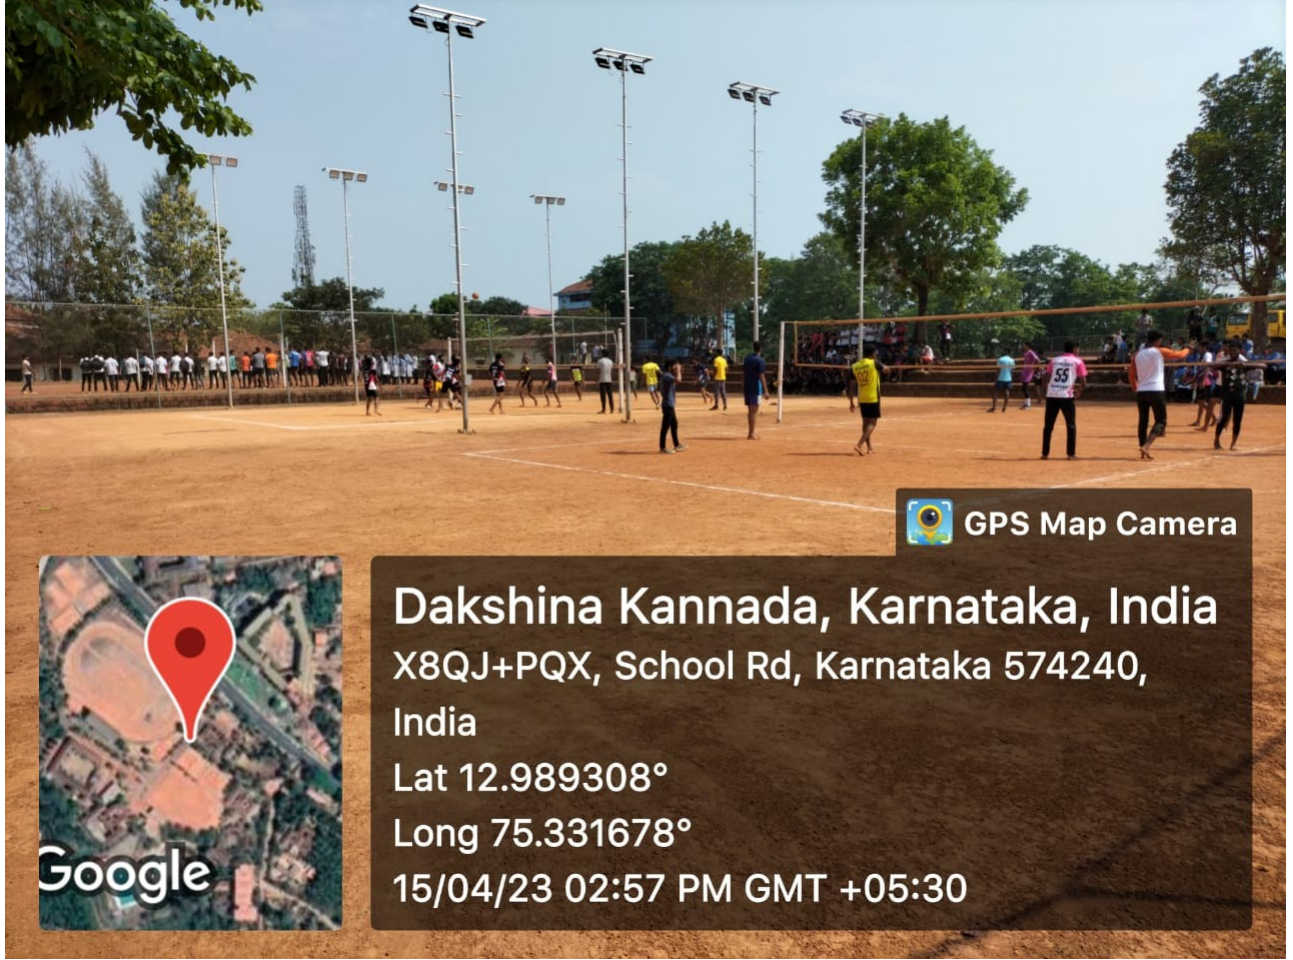 55
02
GPS Map Camera
Dakshina Kannada, Karnataka, India
X8QJ+PQX, School Rd, Karnataka 574240,
India
Lat 12.989308°
Long 75.331678°
15/04/23 02:57 PM GMT +05:30
Google